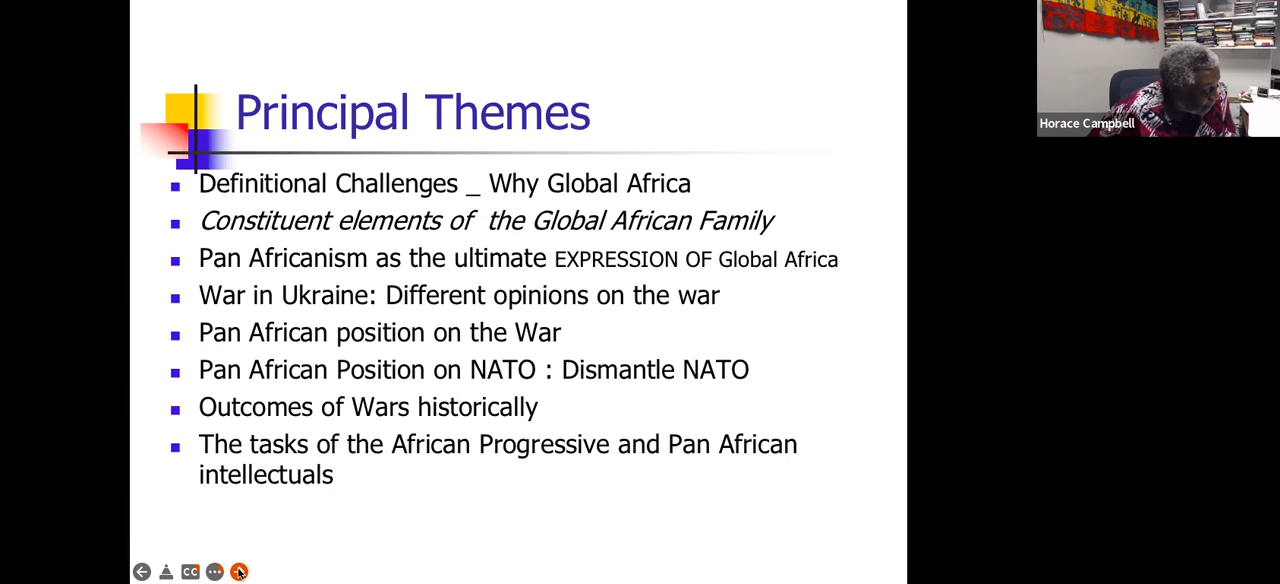 Principal Themes
Definitional Challenges _ Why Global Africa
Constituent elements of the Global African Family
Pan Africanism as the ultimate EXPRESSION OF Global Africa
War in Ukraine: Different opinions on the war
Pan African position on the War
Pan African Position on NATO : Dismantle NATO
Outcomes of Wars historically
The tasks of the African Progressive and Pan African
intellectuals
CC
Horace Campbell